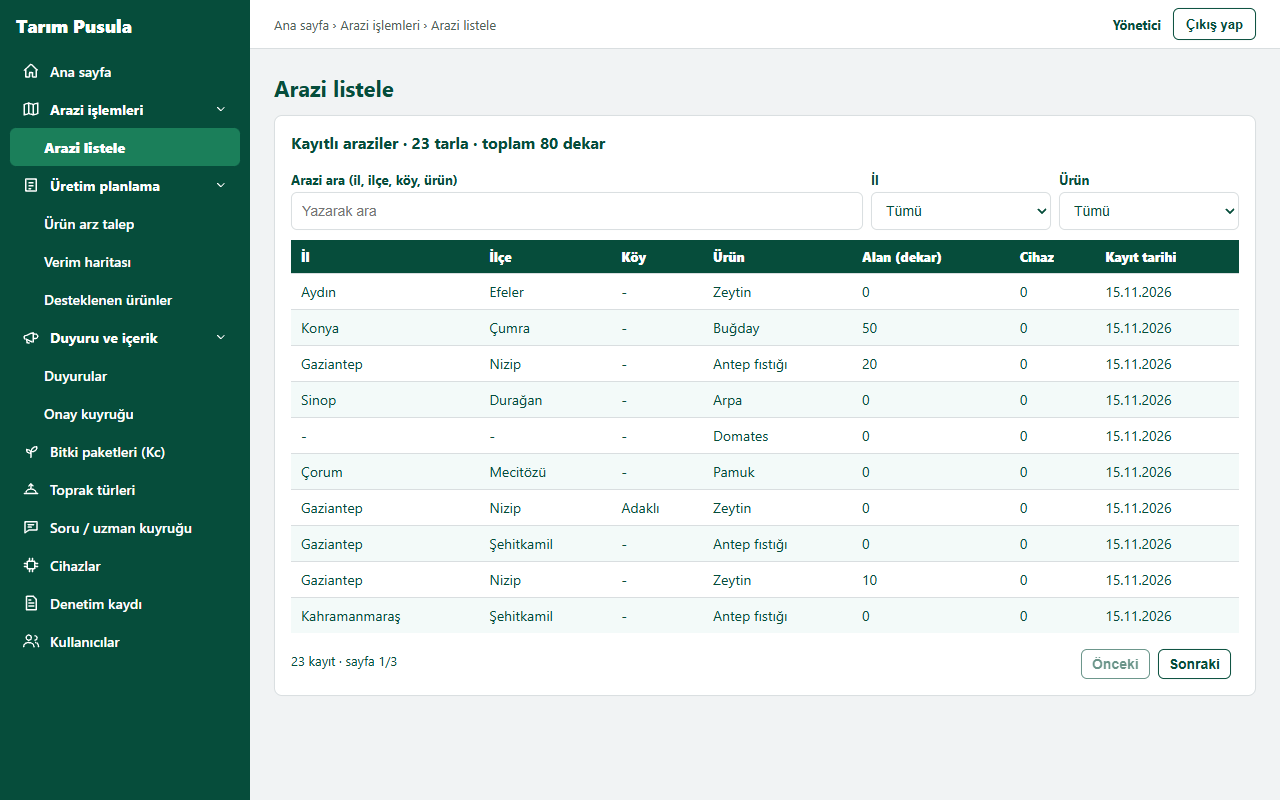 Tarım Pusula
Ana sayfa
Arazi işlemleri
Arazi listele
Üretim planlama
Ürün arz talep
Verim haritası
Desteklenen ürünler
Duyuru ve içerik
Duyurular
Onay kuyruğu
Bitki paketleri (Kc)
Toprak türleri
Soru / uzman kuyruğu
Cihazlar
Denetim kaydı
Kullanıcılar
Ana sayfa › Arazi işlemleri › Arazi listele
Yönetici Çıkış yap
Arazi listele
Kayıtlı araziler · 23 tarla · toplam 80 dekar
Arazi ara (il, ilçe, köy, ürün) İl Ürün
Yazarak ara Tümü Tümü
İl İlçe Köy Ürün Alan (dekar) Cihaz Kayıt tarihi
Aydın Efeler - Zeytin 0 0 15.11.2026
Konya Çumra - Buğday 50 0 15.11.2026
Gaziantep Nizip - Antep fıstığı 20 0 15.11.2026
Sinop Durağan - Arpa 0 0 15.11.2026
- - - Domates 0 0 15.11.2026
Çorum Mecitözü - Pamuk 0 0 15.11.2026
Gaziantep Nizip Adaklı Zeytin 0 0 15.11.2026
Gaziantep Şehitkamil - Antep fıstığı 0 0 15.11.2026
Gaziantep Nizip - Zeytin 10 0 15.11.2026
Kahramanmaraş Şehitkamil - Antep fıstığı 0 0 15.11.2026
23 kayıt · sayfa 1/3
Önceki Sonraki